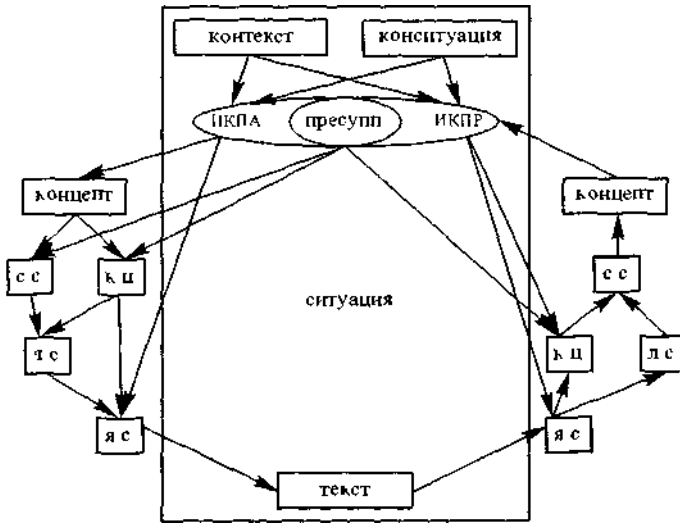 контекст
конситуация
ИКПА
пресупп
ИКПР
концепт
концепт
с с
к ц
с с
ситуация
к ц
л с
я с
я с
текст